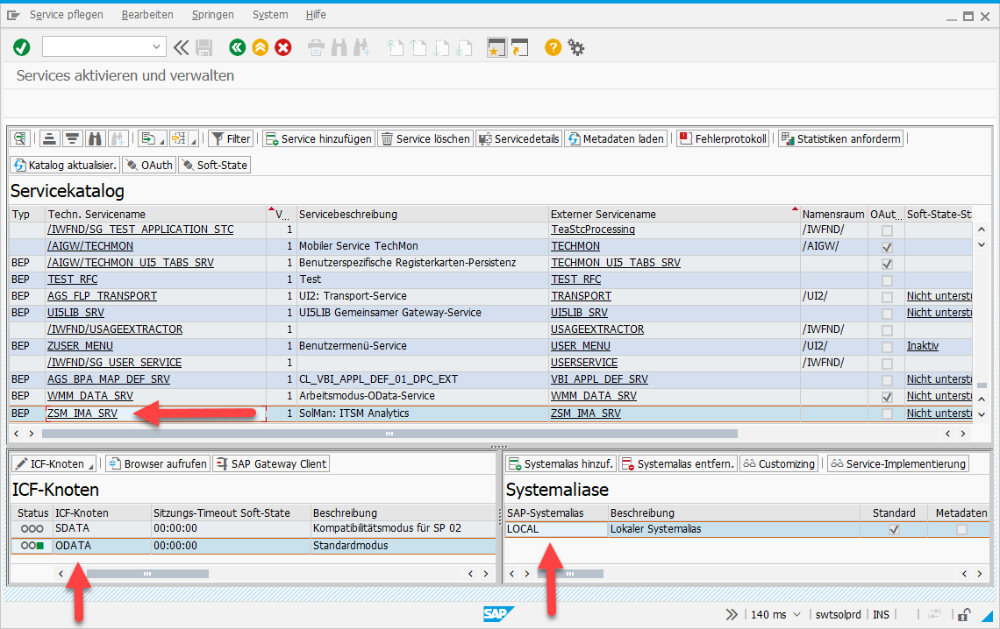 Service pflegen Bearbeiten Springen System Hilfe
Services aktivieren und verwalten
Filter Service hinzufügen Service löschen Servicedetails Metadaten laden Fehlerprotokoll Statistiken anforderm
Katalog aktualisier. OAuth Soft-State
Servicekatalog
Typ Techn. Servicename V... Servicebeschreibung Externer Servicename Namensraum OAut... Soft-State-St
/IWFND/SG_TEST_APPLICATION_STC 1 TeaStcProcessing /IWFND/
/AIGW/TECHMON 1 Mobiler Service TechMon TECHMON /AIGW/
BEP /AIGW/TECHMON_UI5_TABS_SRV 1 Benutzerspezifische Registerkarten-Persistenz TECHMON_UI5_TABS_SRV
BEP TEST_RFC 1 Test TEST_RFC
BEP AGS_FLP_TRANSPORT 1 UI2: Transport-Service TRANSPORT /UI2/ Nicht unterstü
BEP UI5LIB_SRV 1 UI5LIB Gemeinsamer Gateway-Service UI5LIB_SRV Nicht unterstü
/IWFND/USAGEEXTRACTOR 1 USAGEEXTRACTOR /IWFND/
BEP ZUSER_MENU 1 Benutzermenü-Service USER_MENU /UI2/ Inaktiv
/IWFND/SG_USER_SERVICE 1 USERSERVICE /IWFND/
BEP AGS_BPA_MAP_DEF_SRV 1 CL_VBI_APPL_DEF_01_DPC_EXT VBI_APPL_DEF_SRV Nicht unterstü
BEP WMM_DATA_SRV 1 Arbeitsmodus-OData-Service WMM_DATA_SRV Nicht unterstü
BEP ZSM_IMA_SRV 1 SolMan: ITSM Analytics ZSM_IMA_SRV Nicht unterstü
ICF-Knoten Browser aufrufen SAP Gateway Client
ICF-Knoten
Status ICF-Knoten Sitzungs-Timeout Soft-State Beschreibung
SDATA 00:00:00 Kompatibilitätsmodus für SP 02
ODATA 00:00:00 Standardmodus
Systemalias hinzuf. Systemalias entfern. Customizing Service-Implementierung
Systemaliase
SAP-Systemalias Beschreibung Standard Metadaten
LOCAL Lokaler Systemalias
SAP 140 ms swtsolprd INS